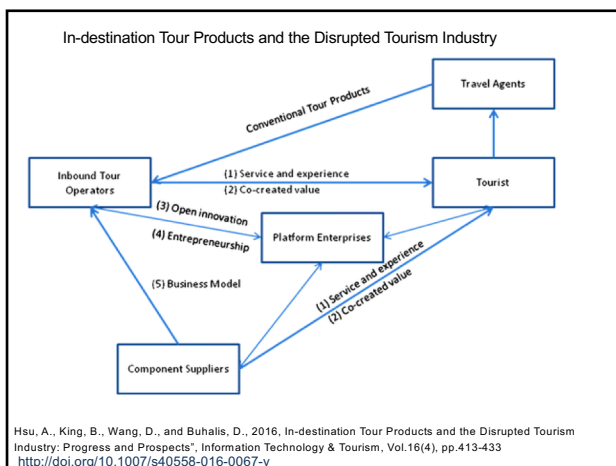 In-destination Tour Products and the Disrupted Tourism Industry
Travel Agents
Conventional Tour Products
Inbound Tour
Operators
(1) Service and experience
(2) Co-created value
Tourist
(3) Open innovation
(4) Entrepreneurship
Platform Enterprises
(5) Business Model
(1) Service and experience
(2) Co-created value
Component Suppliers
Hsu, A., King, B., Wang, D., and Buhalis, D., 2016, In-destination Tour Products and the Disrupted Tourism
Industry: Progress and Prospects", Information Technology & Tourism, Vol.16(4), pp.413-433
http://doi.org/10.1007/s40558-016-0067-y